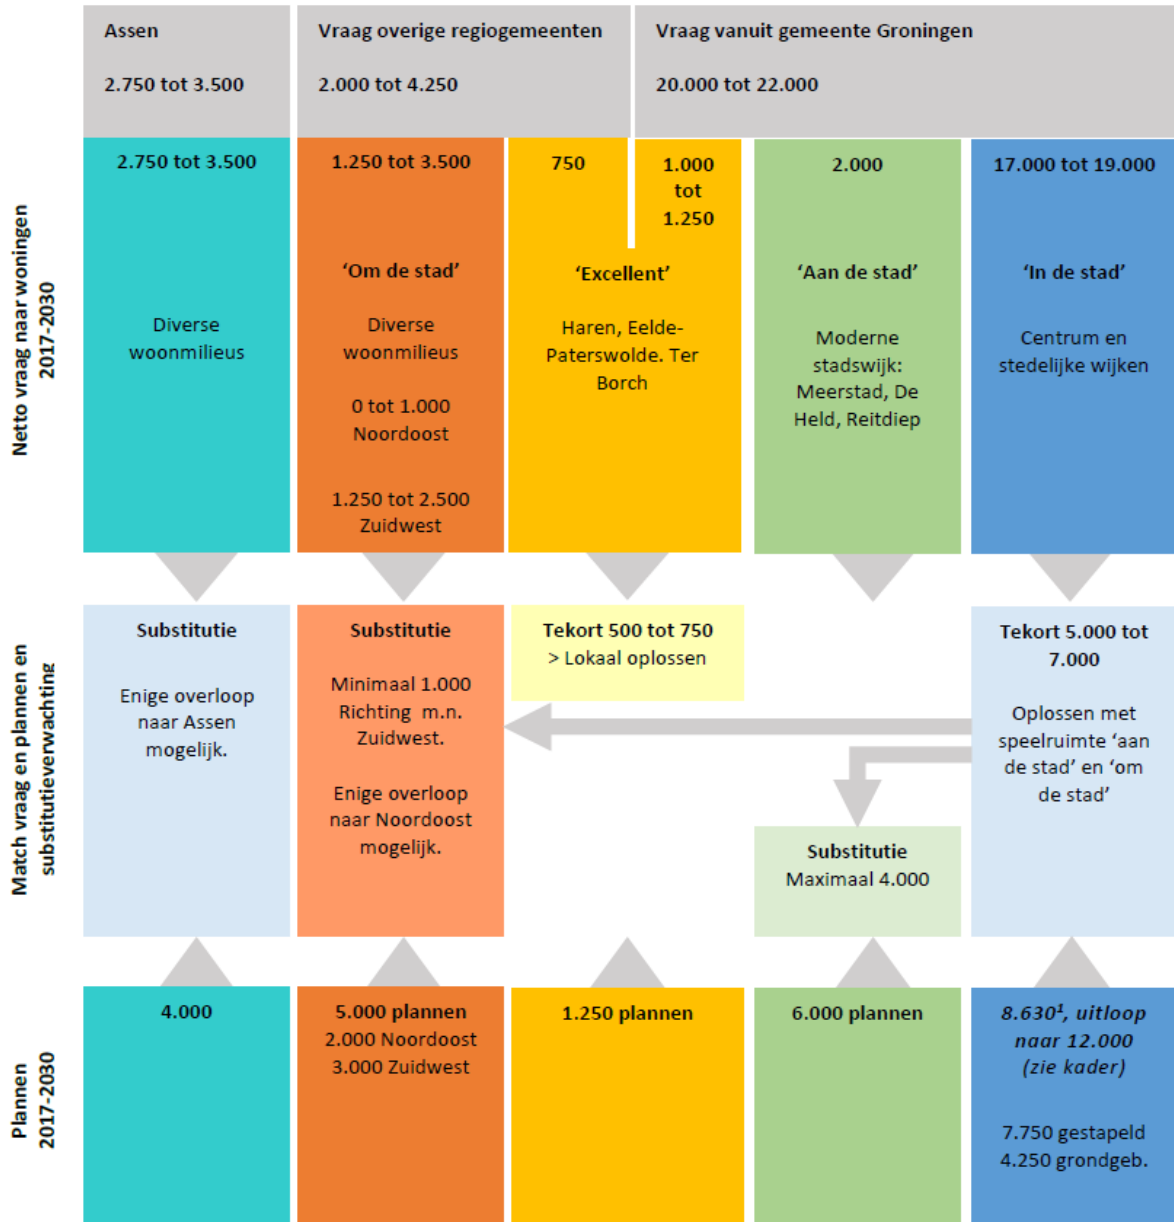 Assen
2.750 tot 3.500
Vraag overige regiogemeenten
2.000 tot 4.250
Vraag vanuit gemeente Groningen
20.000 tot 22.000
Netto vraag naar woningen
2017-2030
2.750 tot 3.500
Diverse
woonmilieus
1.250 tot 3.500
‘Om de stad’
Diverse
woonmilieus
0 tot 1.000
Noordoost
1.250 tot 2.500
Zuidwest
750
1.000
tot
1.250
‘Excellent’
Haren, Eelde-
Paterswolde. Ter
Borch
2.000
‘Aan de stad’
Moderne
stadswijk:
Meerstad, De
Held, Reitdiep
17.000 tot 19.000
‘In de stad’
Centrum en
stedelijke wijken
Match vraag en plannen en
substitutieverwachting
Substitutie
Enige overloop
naar Assen
mogelijk.
Substitutie
Minimaal 1.000
Richting m.n.
Zuidwest.
Enige overloop
naar Noordoost
mogelijk.
Tekort 500 tot 750
> Lokaal oplossen
Substitutie
Maximaal 4.000
Tekort 5.000 tot
7.000
Oplossen met
speelruimte ‘aan
de stad’ en ‘om
de stad’
Plannen
2017-2030
4.000
5.000 plannen
2.000 Noordoost
3.000 Zuidwest
1.250 plannen
6.000 plannen
8.630¹, uitloop
naar 12.000
(zie kader)
7.750 gestapeld
4.250 grondgeb.